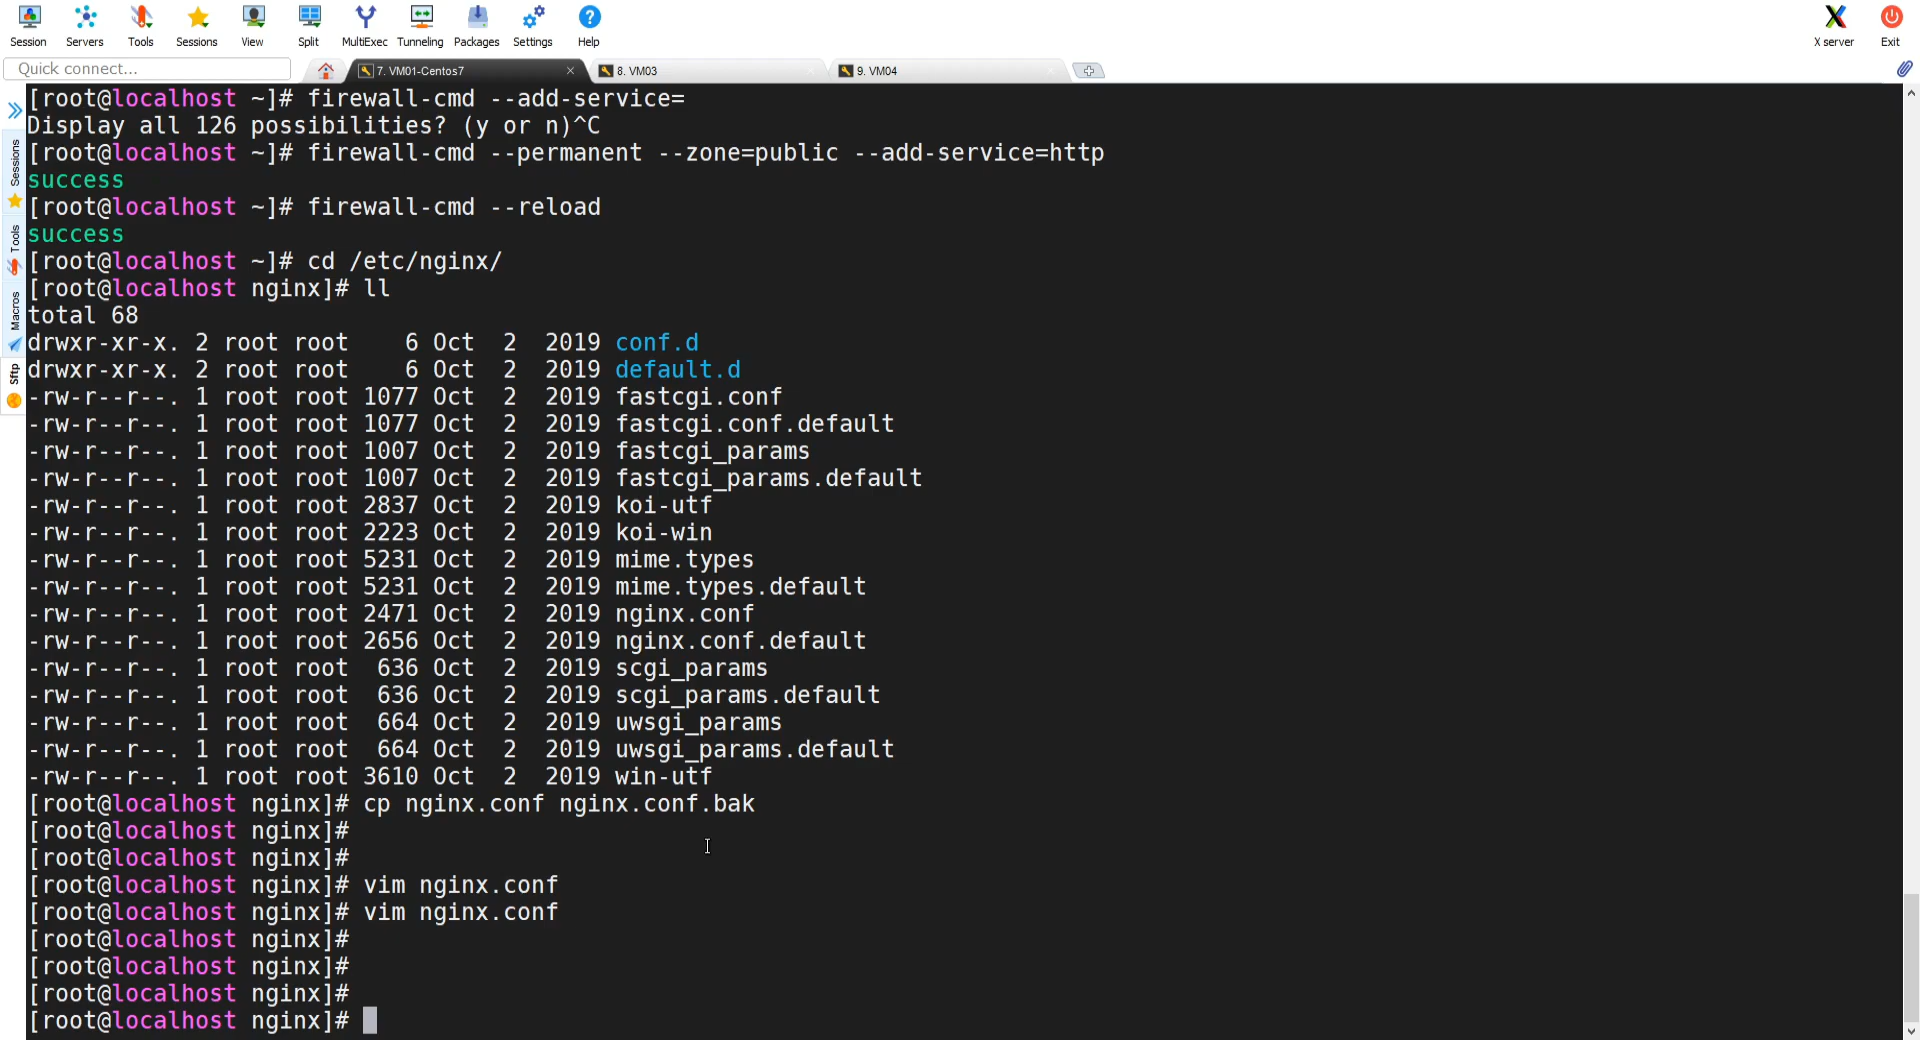 Session Servers Tools Sessions View Split MultiExec Tunneling Packages Settings Help X server Exit
Quick connect... 7. VM01-Centos7 8. VM03 9. VM04
Sessions
Tools
Macros
Sftp
[root@localhost ~]# firewall-cmd --add-service=
Display all 126 possibilities? (y or n)^C
[root@localhost ~]# firewall-cmd --permanent --zone=public --add-service=http
success
[root@localhost ~]# firewall-cmd --reload
success
[root@localhost ~]# cd /etc/nginx/
[root@localhost nginx]# ll
total 68
drwxr-xr-x. 2 root root    6 Oct  2  2019 conf.d
drwxr-xr-x. 2 root root    6 Oct  2  2019 default.d
-rw-r--r--. 1 root root 1077 Oct  2  2019 fastcgi.conf
-rw-r--r--. 1 root root 1077 Oct  2  2019 fastcgi.conf.default
-rw-r--r--. 1 root root 1007 Oct  2  2019 fastcgi_params
-rw-r--r--. 1 root root 1007 Oct  2  2019 fastcgi_params.default
-rw-r--r--. 1 root root 2837 Oct  2  2019 koi-utf
-rw-r--r--. 1 root root 2223 Oct  2  2019 koi-win
-rw-r--r--. 1 root root 5231 Oct  2  2019 mime.types
-rw-r--r--. 1 root root 5231 Oct  2  2019 mime.types.default
-rw-r--r--. 1 root root 2471 Oct  2  2019 nginx.conf
-rw-r--r--. 1 root root 2656 Oct  2  2019 nginx.conf.default
-rw-r--r--. 1 root root  636 Oct  2  2019 scgi_params
-rw-r--r--. 1 root root  636 Oct  2  2019 scgi_params.default
-rw-r--r--. 1 root root  664 Oct  2  2019 uwsgi_params
-rw-r--r--. 1 root root  664 Oct  2  2019 uwsgi_params.default
-rw-r--r--. 1 root root 3610 Oct  2  2019 win-utf
[root@localhost nginx]# cp nginx.conf nginx.conf.bak
[root@localhost nginx]#
[root@localhost nginx]#
[root@localhost nginx]# vim nginx.conf
[root@localhost nginx]# vim nginx.conf
[root@localhost nginx]#
[root@localhost nginx]#
[root@localhost nginx]#
[root@localhost nginx]#